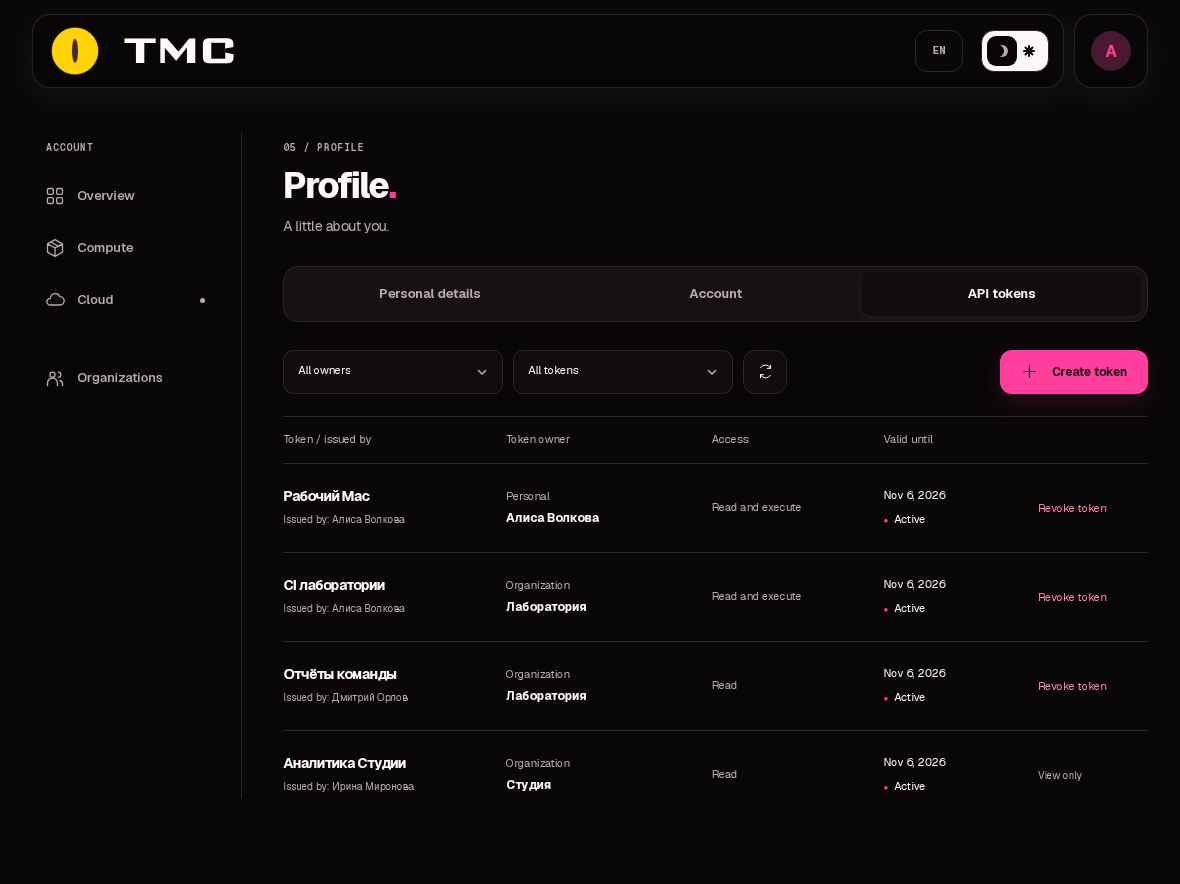 TMC
EN
A
ACCOUNT
Overview
Compute
Cloud
Organizations
05 / PROFILE
Profile.
A little about you.
Personal details
Account
API tokens
All owners
All tokens
Create token
Token / issued by
Token owner
Access
Valid until
Рабочий Mac
Issued by: Алиса Волкова
Personal
Алиса Волкова
Read and execute
Nov 6, 2026
Active
Revoke token
CI лаборатории
Issued by: Алиса Волкова
Organization
Лаборатория
Read and execute
Nov 6, 2026
Active
Revoke token
Отчёты команды
Issued by: Дмитрий Орлов
Organization
Лаборатория
Read
Nov 6, 2026
Active
Revoke token
Аналитика Студии
Issued by: Ирина Миронова
Organization
Студия
Read
Nov 6, 2026
Active
View only